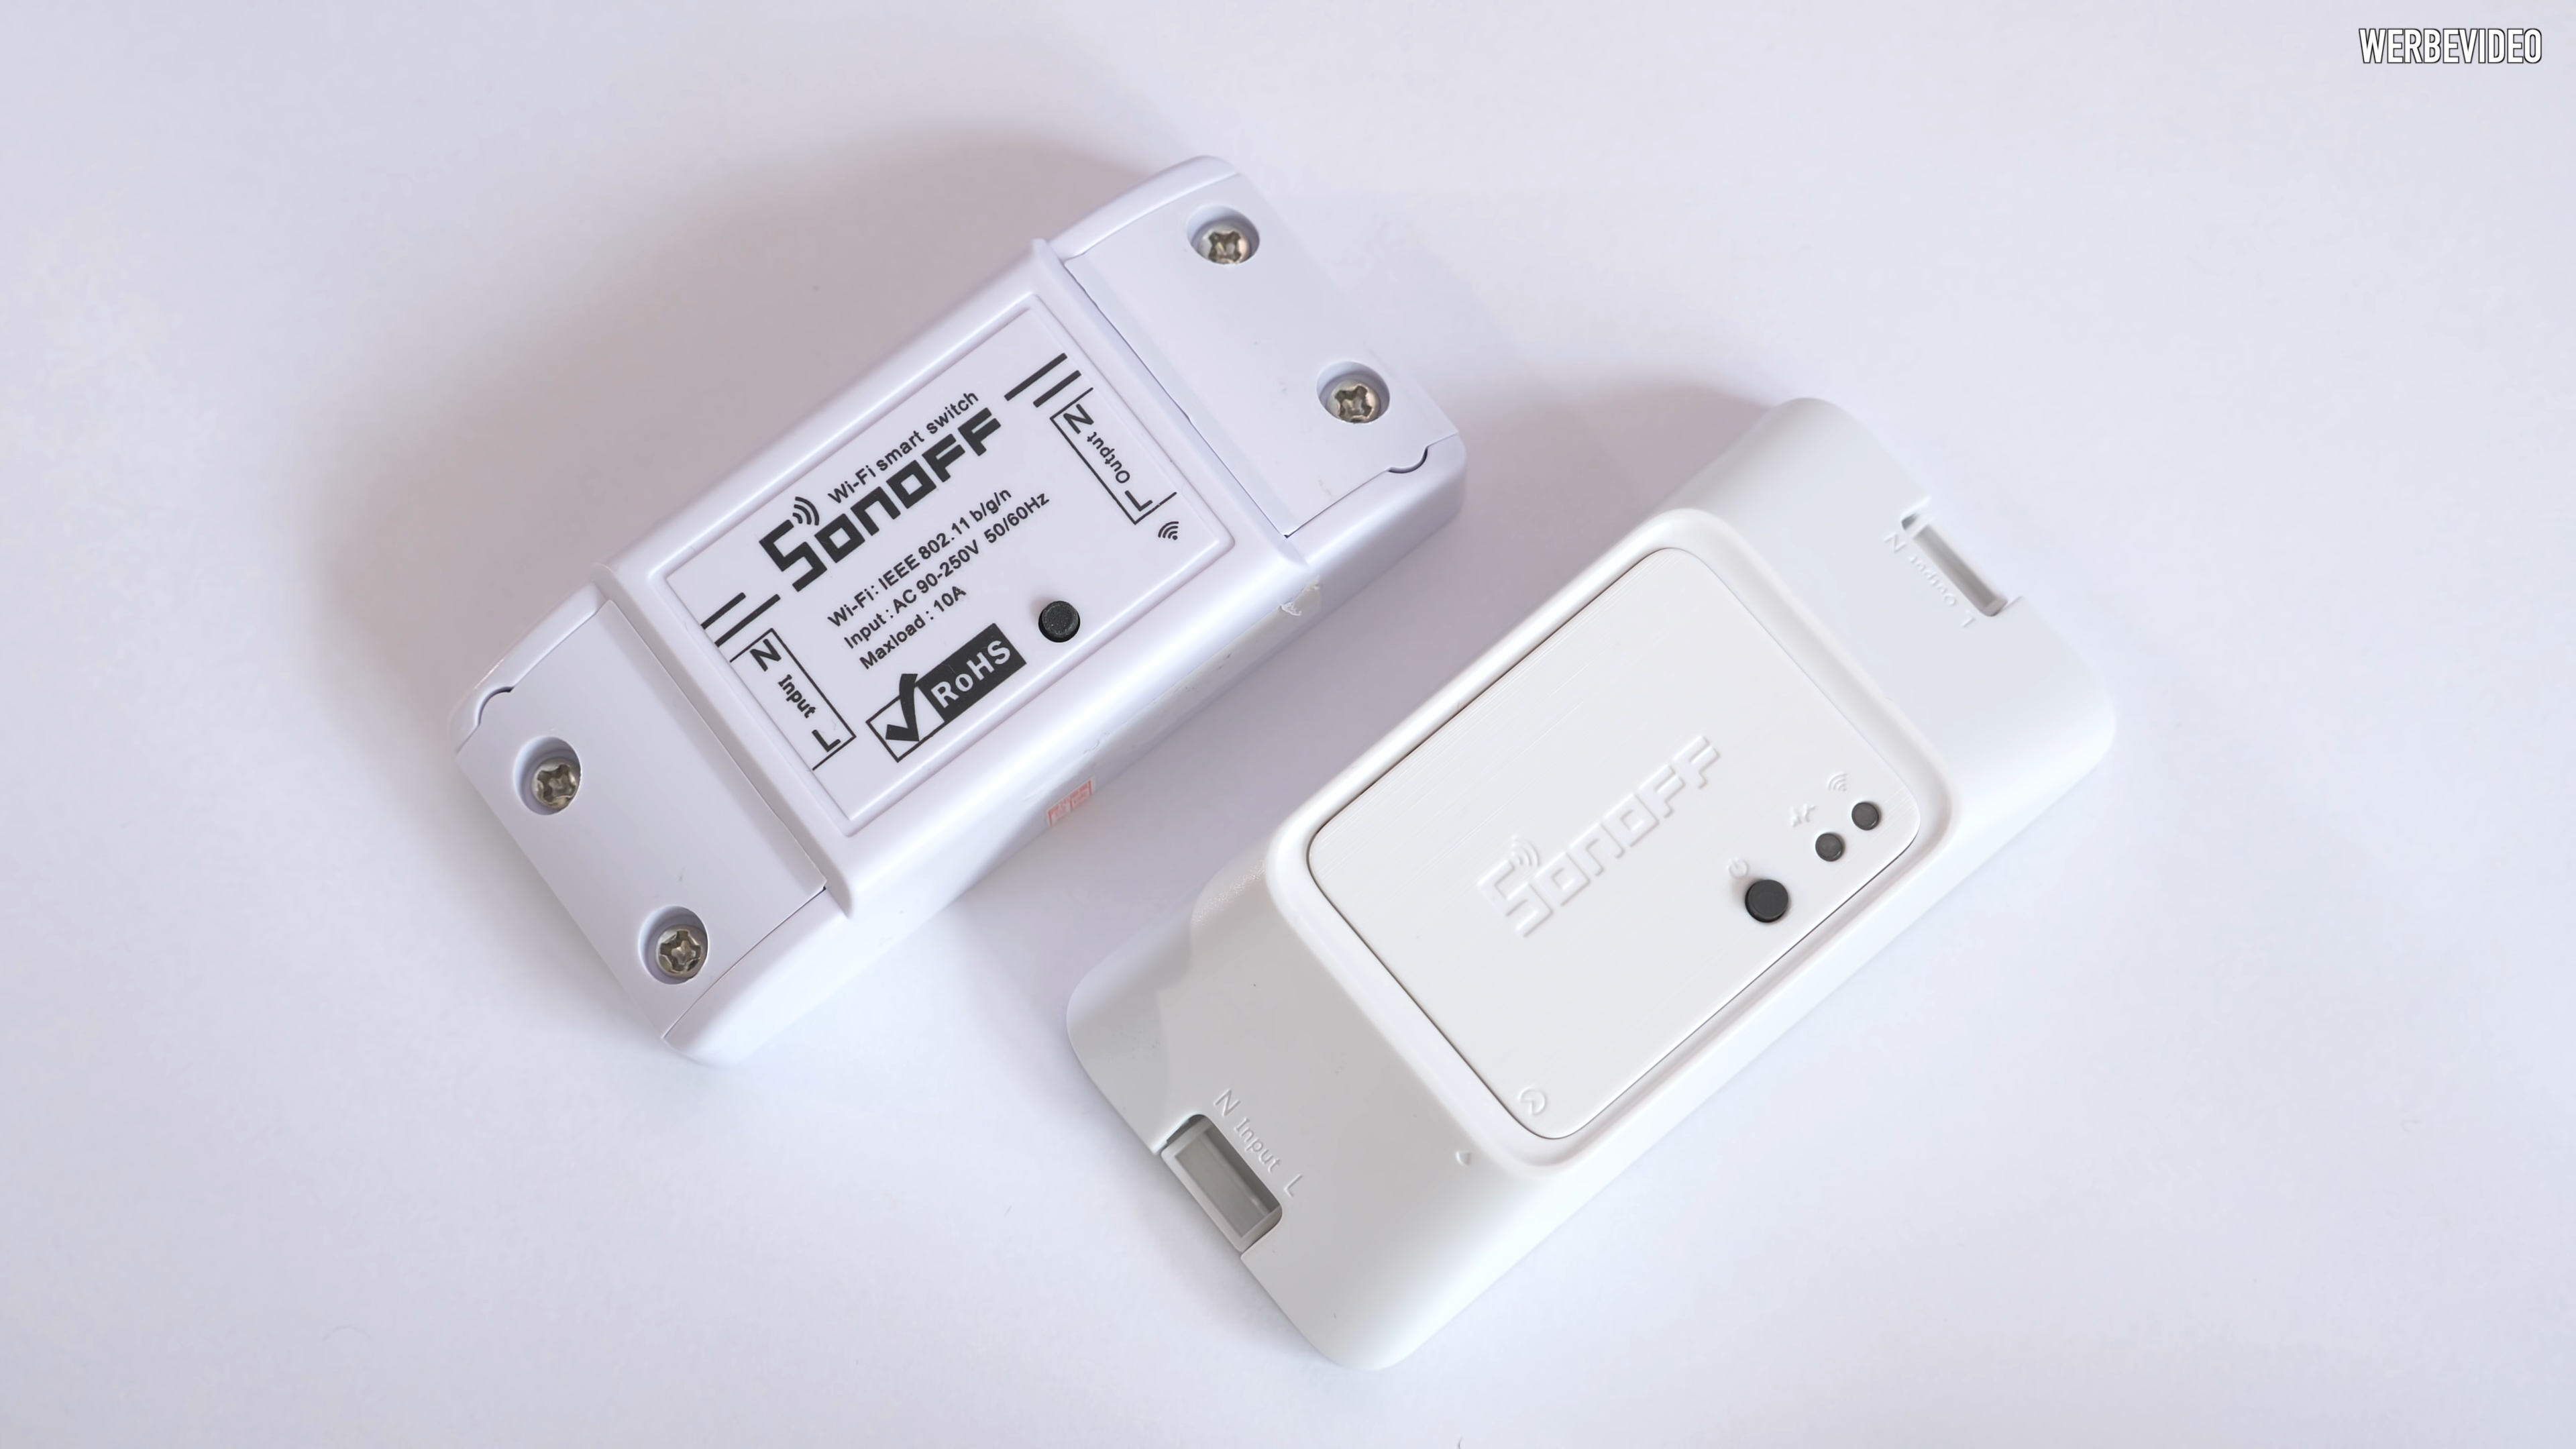 WERBEVIDEO
Wi-Fi smart switch
SONOFF
N Output L
Wi-Fi: IEEE 802.11 b/g/n
Input: AC 90-250V 50/60Hz
Maxload: 10A
RoHS
N Input L
SONOFF
N Output L
N Input L